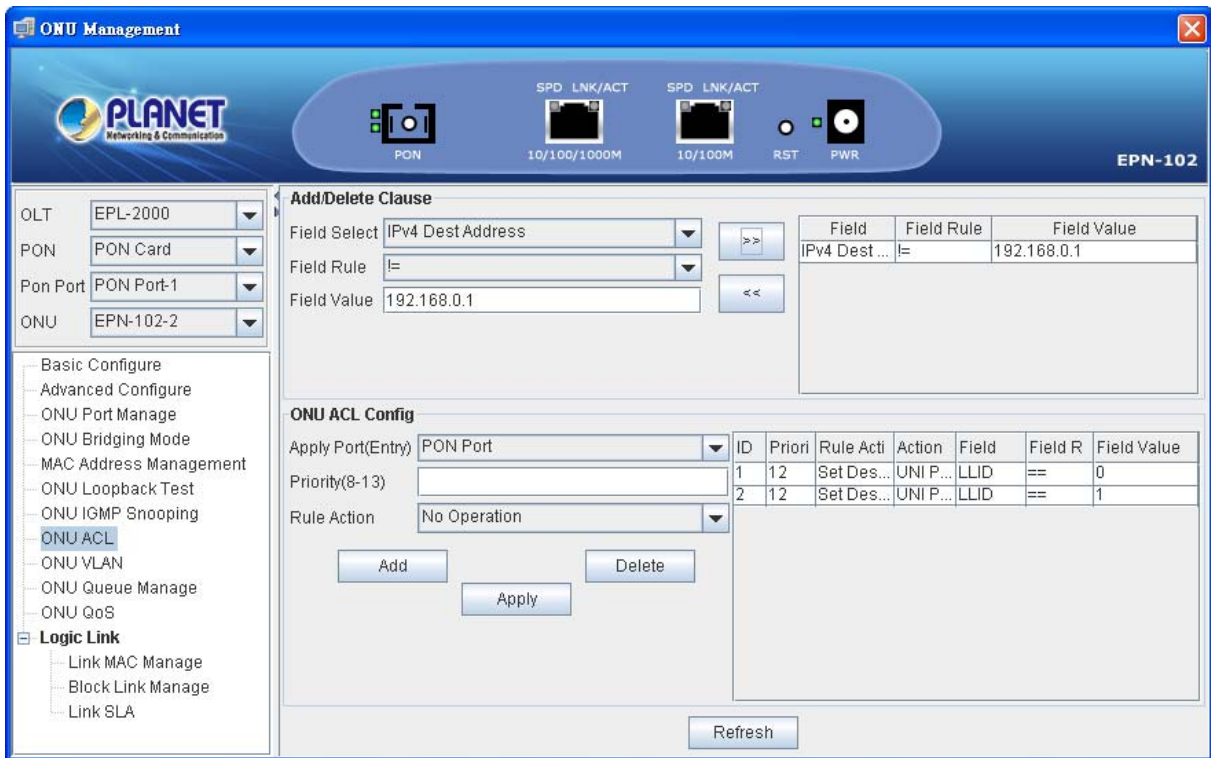 ONU Management
PLANET
Networking & Communication
SPD LNK/ACT SPD LNK/ACT
PON 10/100/1000M 10/100M RST PWR
EPN-102
OLT EPL-2000
PON PON Card
Pon Port PON Port-1
ONU EPN-102-2
Basic Configure
Advanced Configure
ONU Port Manage
ONU Bridging Mode
MAC Address Management
ONU Loopback Test
ONU IGMP Snooping
ONU ACL
ONU VLAN
ONU Queue Manage
ONU QoS
Logic Link
Link MAC Manage
Block Link Manage
Link SLA
Add/Delete Clause
Field Select IPv4 Dest Address
Field Rule !=
Field Value 192.168.0.1
>>
<<
Field Field Rule Field Value
IPv4 Dest ... != 192.168.0.1
ONU ACL Config
Apply Port(Entry) PON Port
Priority(8-13)
Rule Action No Operation
Add Delete
Apply
ID Priori Rule Acti Action Field Field R Field Value
1 12 Set Des... UNI P... LLID == 0
2 12 Set Des... UNI P... LLID == 1
Refresh